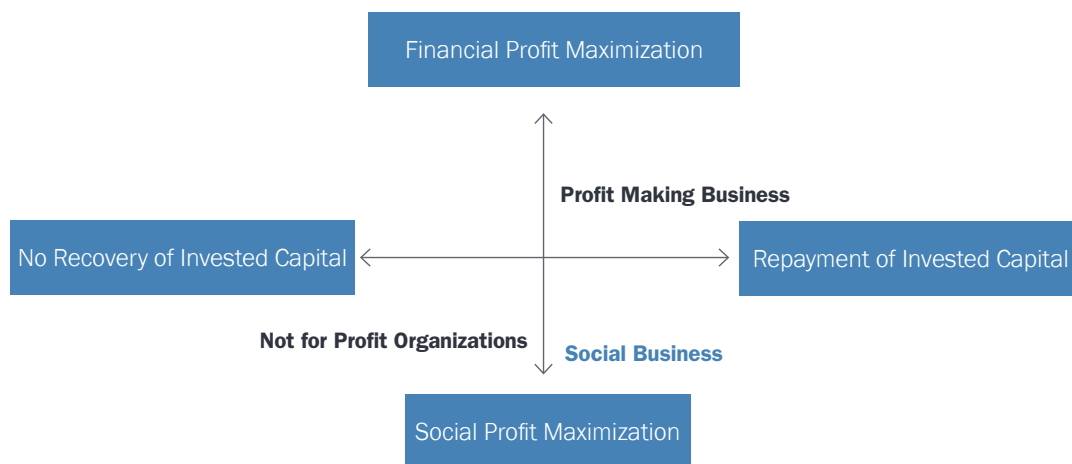 Financial Profit Maximization
Profit Making Business
No Recovery of Invested Capital
Repayment of Invested Capital
Not for Profit Organizations
Social Business
Social Profit Maximization